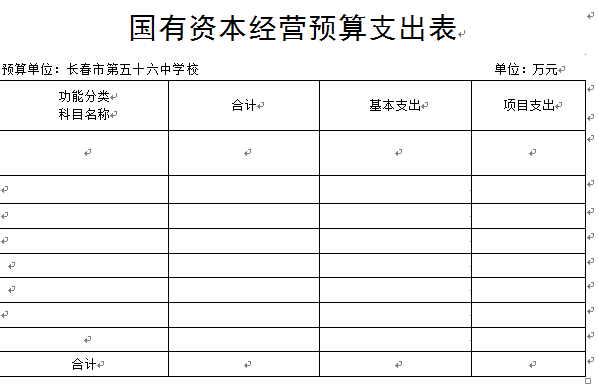 国有资本经营预算支出表
预算单位：长春市第五十六中学校 单位：万元
功能分类
科目名称
合计
基本支出
项目支出
合计